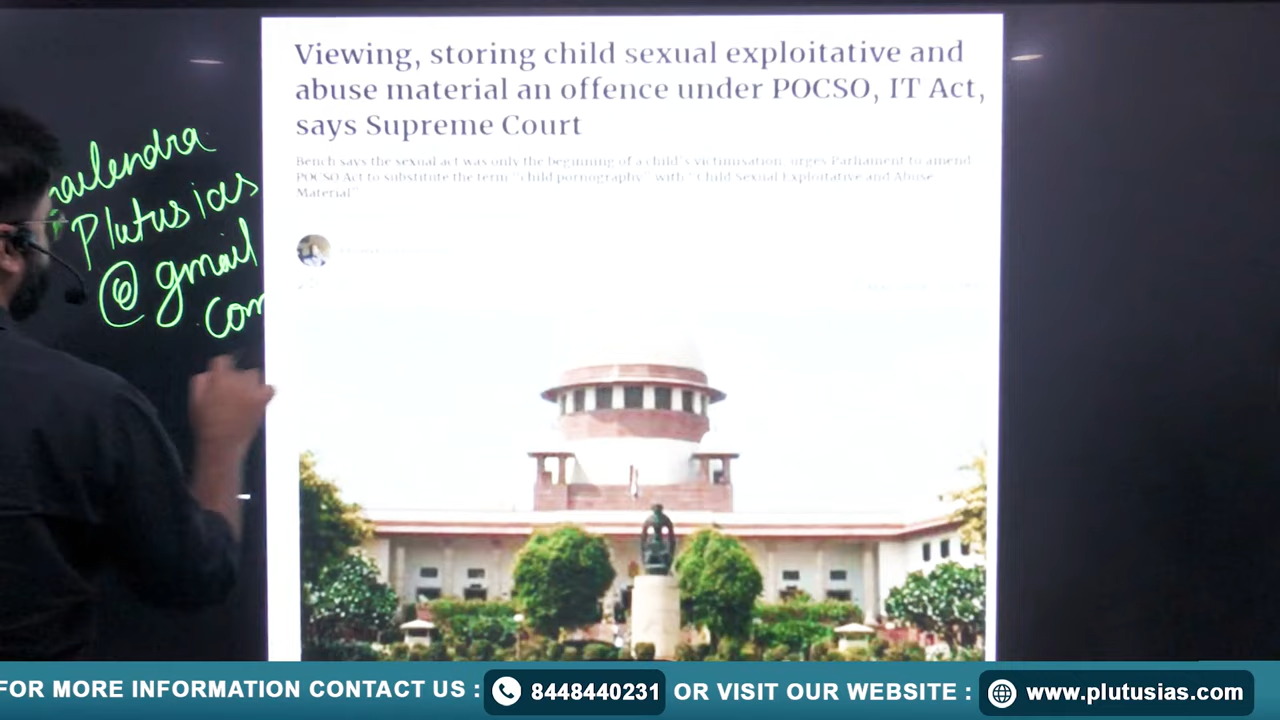 Viewing, storing child sexual exploitative and
abuse material an offence under POCSO, IT Act,
says Supreme Court
Bench says the sexual act was only the beginning of a child's victimisation, urges Parliament to amend
POCSO Act to substitute the term "child pornography" with "Child Sexual Exploitative and Abuse
Material"
Plutus ias
@gmail
com
FOR MORE INFORMATION CONTACT US : 8448440231 OR VISIT OUR WEBSITE : www.plutusias.com